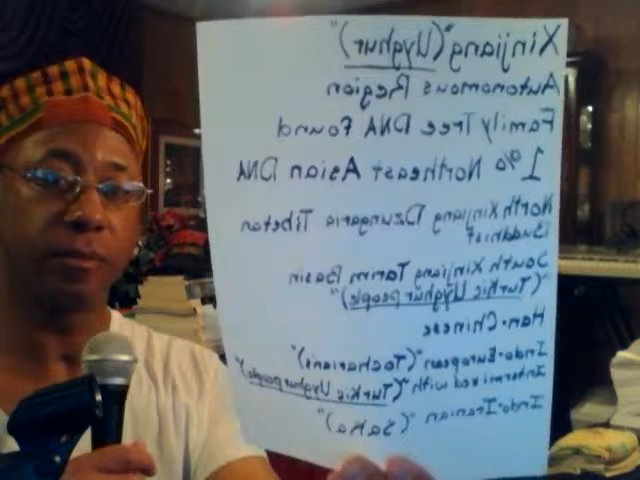 Xinjiang "(Uyghur)"
Autonomous Region
Family Tree DNA Found
1% Northeast Asian DNA
North Xinjiang Dzungaria Tibetan
Buddhist
South Xinjiang Tarim Basin
"(Turkic Uyghur people)"
Han-Chinese
Indo-European "(Tocharians)"
Intermixed with "(Turkic Uyghur people)"
Indo-Iranian "(Saka)"